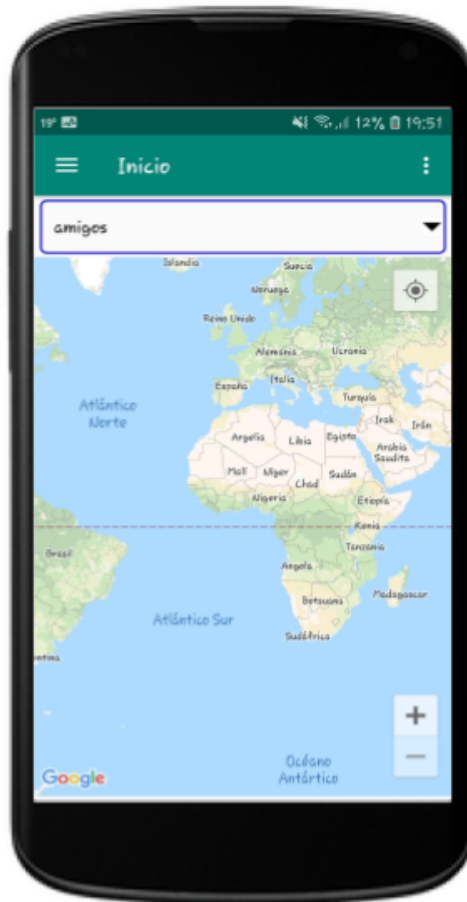 19°
12% 19:51
Inicio
amigos
Islandia
Suecia
Noruega
Reino Unido
Alemania
Ucrania
España
Italia
Turquía
Atlántico
Norte
Irak
Irán
Argelia
Libia
Egipto
Arabia
Saudita
Malí
Níger
Chad
Sudán
Nigeria
Etiopía
Kenia
Brasil
Tanzania
Angola
Botsuana
Madagascar
Atlántico Sur
Sudáfrica
entina
Océano
Antártico
Google